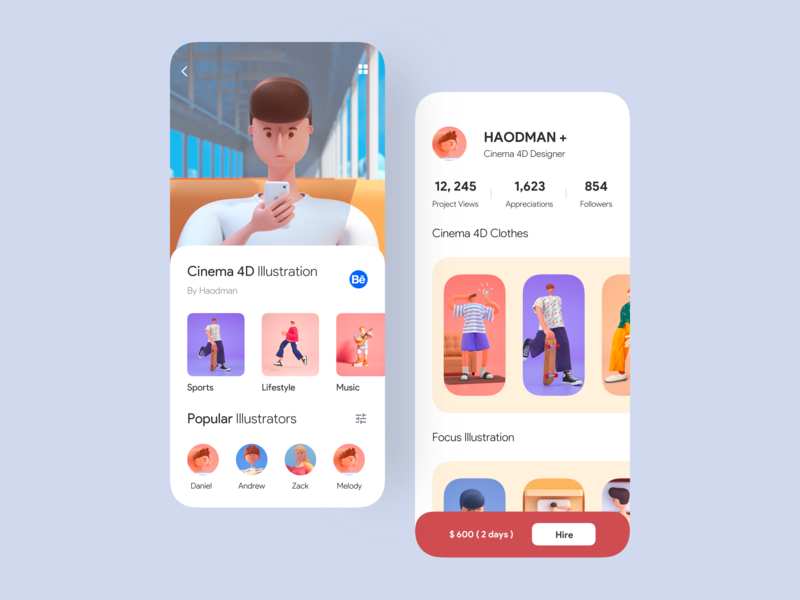 Cinema 4D Illustration
By Haodman
Bē
Sports
Lifestyle
Music
Popular Illustrators
Daniel
Andrew
Zack
Melody
HAODMAN +
Cinema 4D Designer
12, 245
1,623
854
Project Views
Appreciations
Followers
Cinema 4D Clothes
Focus Illustration
$ 600 ( 2 days )
Hire